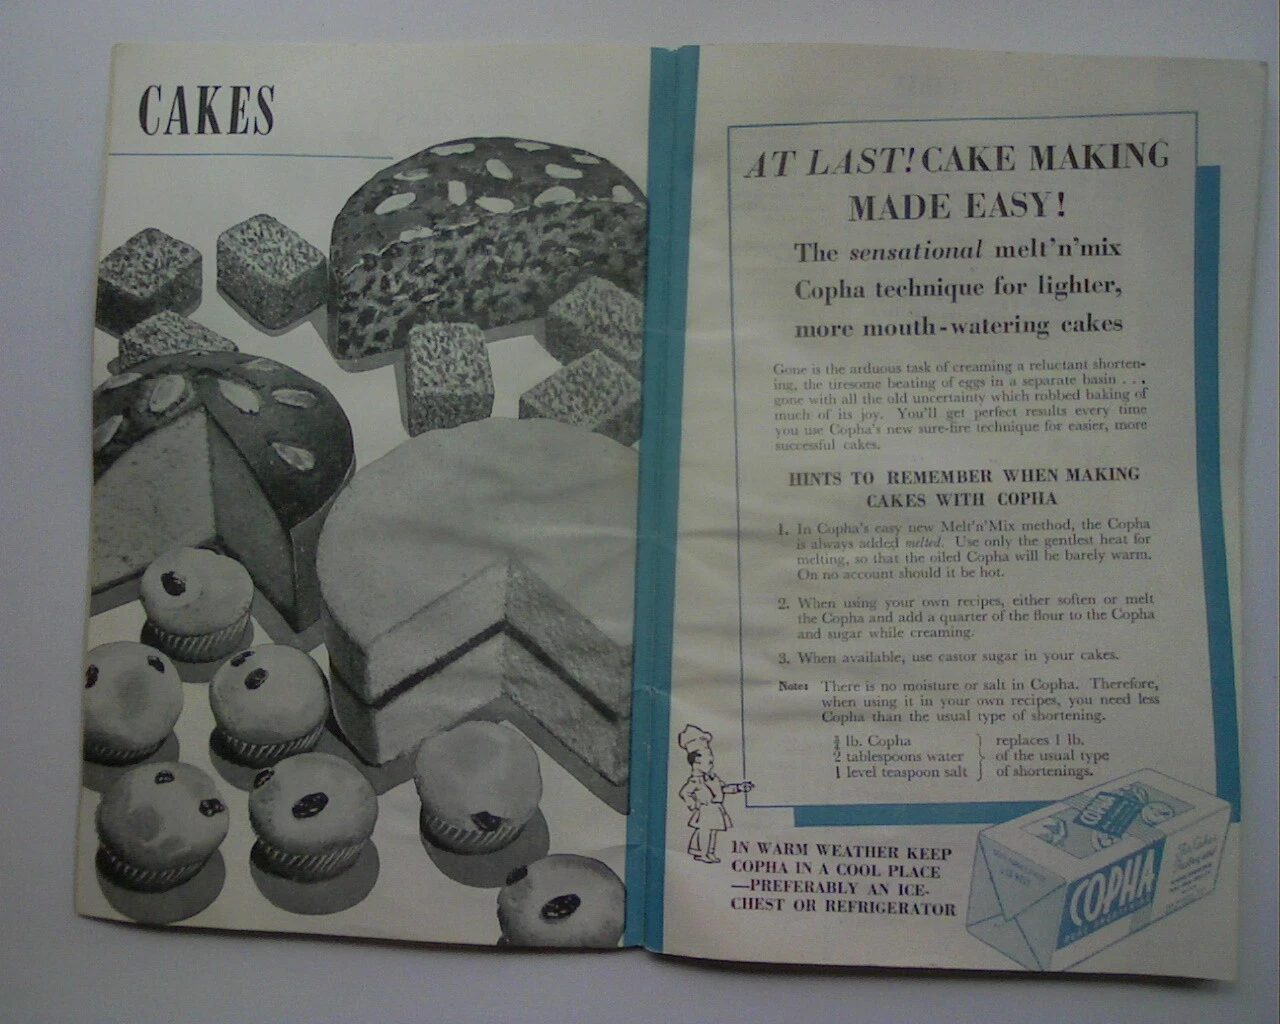 CAKES
AT LAST! CAKE MAKING
MADE EASY!
The sensational melt'n'mix
Copha technique for lighter,
more mouth-watering cakes
Gone is the arduous task of creaming a reluctant shorten-
ing, the tiresome beating of eggs in a separate basin . . .
gone with all the old uncertainty which robbed baking of
much of its joy. You'll get perfect results every time
you use Copha's new sure-fire technique for easier, more
successful cakes.
HINTS TO REMEMBER WHEN MAKING
CAKES WITH COPHA
1. In Copha's easy new Melt'n'Mix method, the Copha
is always added melted. Use only the gentlest heat for
melting, so that the oiled Copha will be barely warm.
On no account should it be hot.
2. When using your own recipes, either soften or melt
the Copha and add a quarter of the flour to the Copha
and sugar while creaming.
3. When available, use castor sugar in your cakes.
Note: There is no moisture or salt in Copha. Therefore,
when using it in your own recipes, you need less
Copha than the usual type of shortening.
lb. Copha
2 tablespoons water
1 level teaspoon salt
replaces 1 lb.
of the usual type
of shortenings.
IN WARM WEATHER KEEP
COPHA IN A COOL PLACE
—PREFERABLY AN ICE-
CHEST OR REFRIGERATOR
COPHA
COPHA